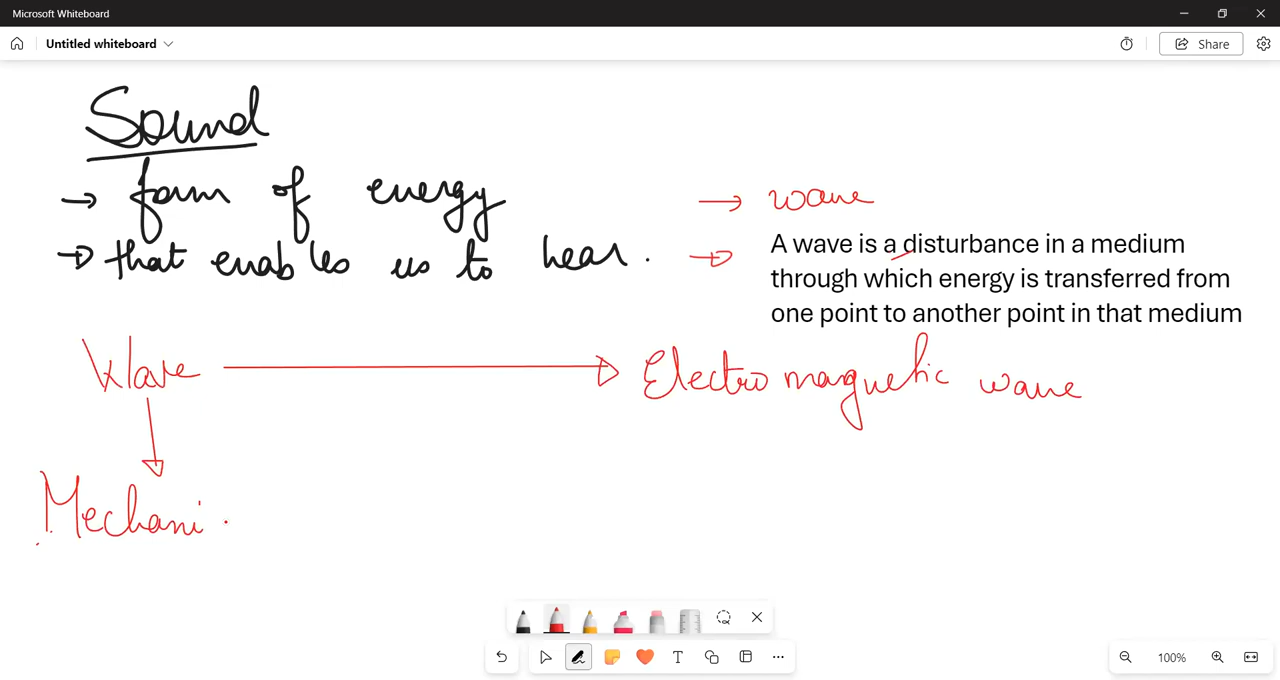 Microsoft Whiteboard
Untitled whiteboard
Share
Sound
→ form of energy
→ that enables us to hear.
→ wave
→ A wave is a disturbance in a medium
through which energy is transferred from
one point to another point in that medium
Wave → Electromagnetic wave
Mechani
100%